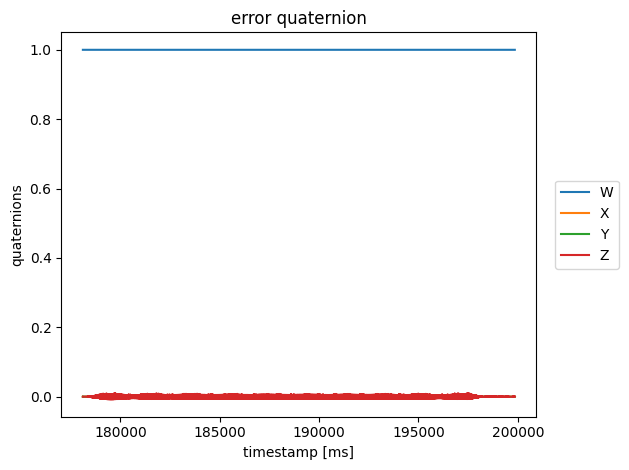 error quaternion
quaternions
1.0
0.8
0.6
0.4
0.2
0.0
180000 185000 190000 195000 200000
timestamp [ms]
W
X
Y
Z